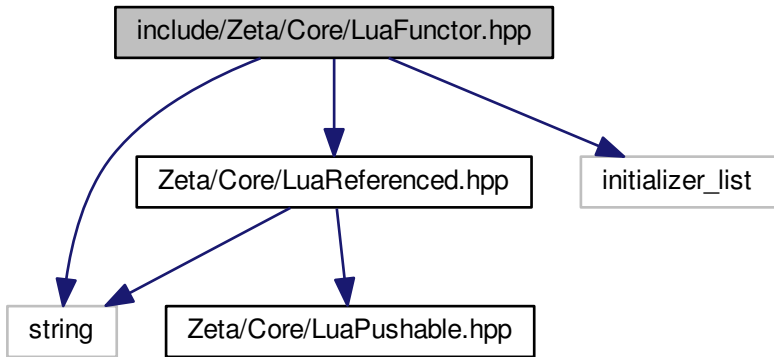 include/Zeta/Core/LuaFunctor.hpp
Zeta/Core/LuaReferenced.hpp
initializer_list
string
Zeta/Core/LuaPushable.hpp